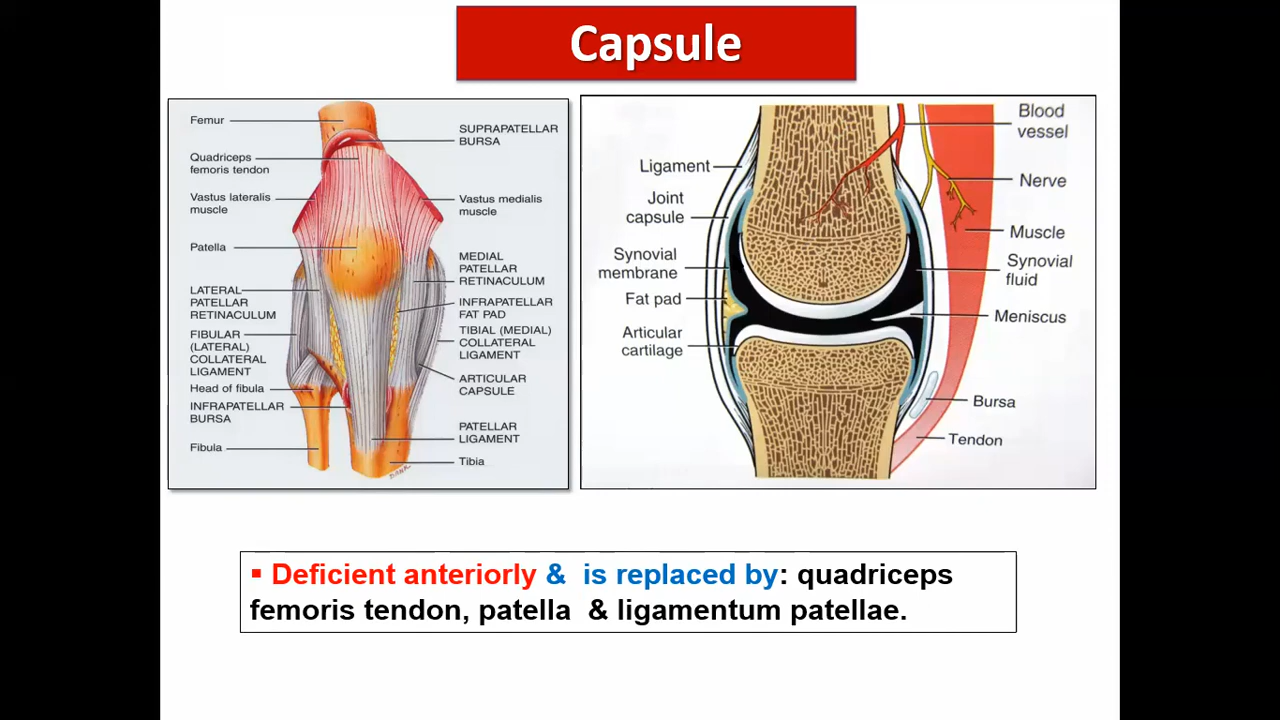 Capsule
Femur
Quadriceps
femoris tendon
Vastus lateralis
muscle
Patella
LATERAL
PATELLAR
RETINACULUM
FIBULAR
(LATERAL)
COLLATERAL
LIGAMENT
Head of fibula
INFRAPATELLAR
BURSA
Fibula
SUPRAPATELLAR
BURSA
Vastus medialis
muscle
MEDIAL
PATELLAR
RETINACULUM
INFRAPATELLAR
FAT PAD
TIBIAL (MEDIAL)
COLLATERAL
LIGAMENT
ARTICULAR
CAPSULE
PATELLAR
LIGAMENT
Tibia
Ligament
Joint
capsule
Synovial
membrane
Fat pad
Articular
cartilage
Blood
vessel
Nerve
Muscle
Synovial
fluid
Meniscus
Bursa
Tendon
▪ Deficient anteriorly & is replaced by: quadriceps
femoris tendon, patella & ligamentum patellae.